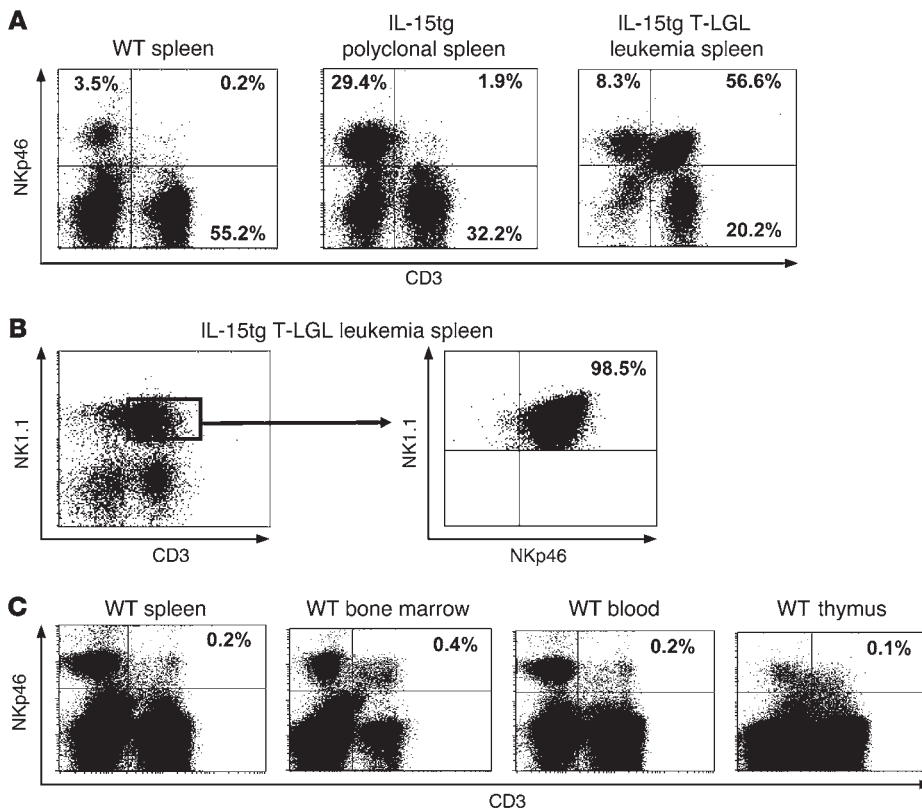 A
WT spleen
IL-15tg
polyclonal spleen
IL-15tg T-LGL
leukemia spleen
3.5%
0.2%
55.2%
29.4%
1.9%
32.2%
8.3%
56.6%
20.2%
NKp46
CD3
B
IL-15tg T-LGL leukemia spleen
NK1.1
CD3
98.5%
NK1.1
NKp46
C
WT spleen
WT bone marrow
WT blood
WT thymus
0.2%
0.4%
0.2%
0.1%
NKp46
CD3